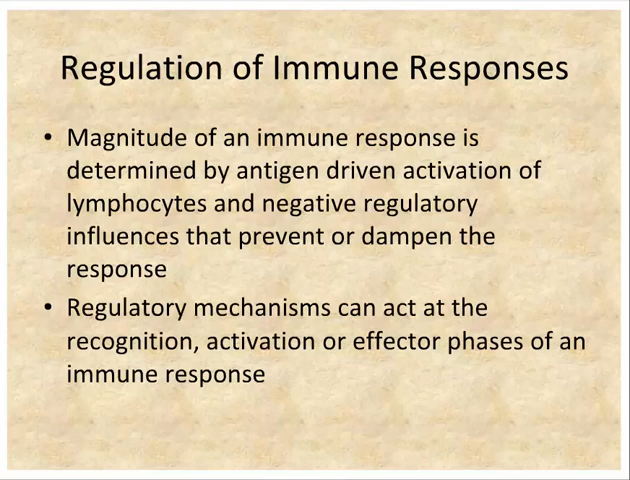 Regulation of Immune Responses
• Magnitude of an immune response is
determined by antigen driven activation of
lymphocytes and negative regulatory
influences that prevent or dampen the
response
• Regulatory mechanisms can act at the
recognition, activation or effector phases of an
immune response